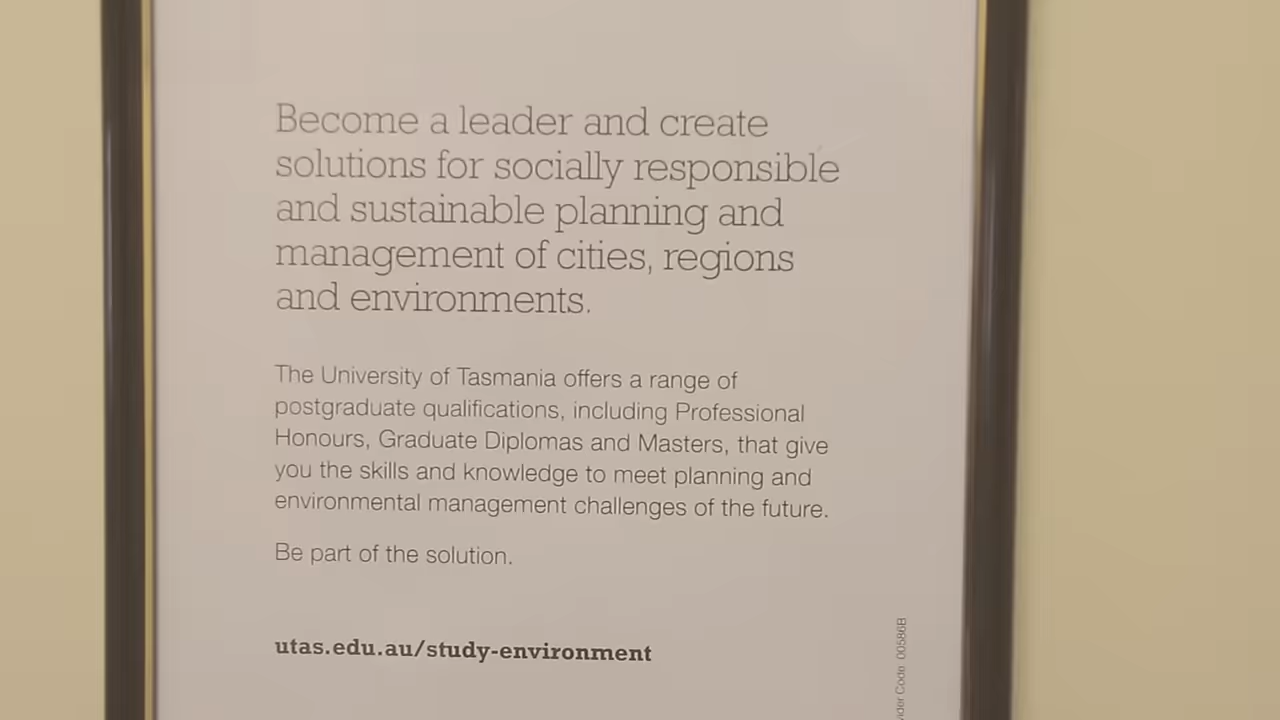 Become a leader and create
solutions for socially responsible
and sustainable planning and
management of cities, regions
and environments.
The University of Tasmania offers a range of
postgraduate qualifications, including Professional
Honours, Graduate Diplomas and Masters, that give
you the skills and knowledge to meet planning and
environmental management challenges of the future.
Be part of the solution.
utas.edu.au/study-environment
Code 00586B